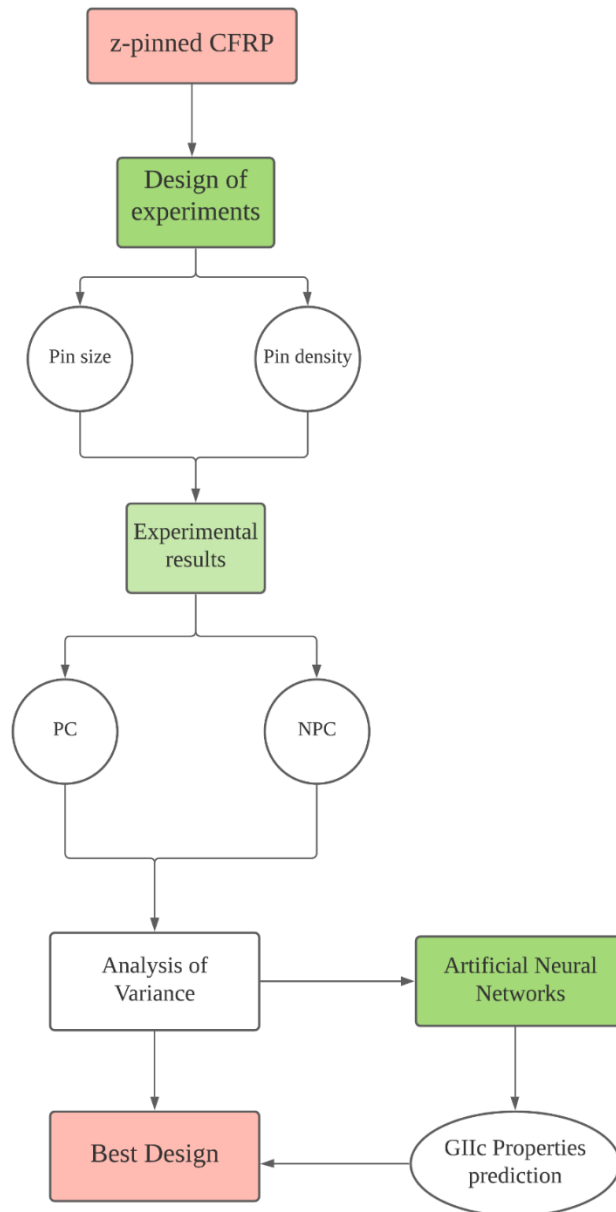 z-pinned CFRP
Design of
experiments
Pin size
Pin density
Experimental
results
PC
NPC
Analysis of
Variance
Artificial Neural
Networks
Best Design
GIIc Properties
prediction